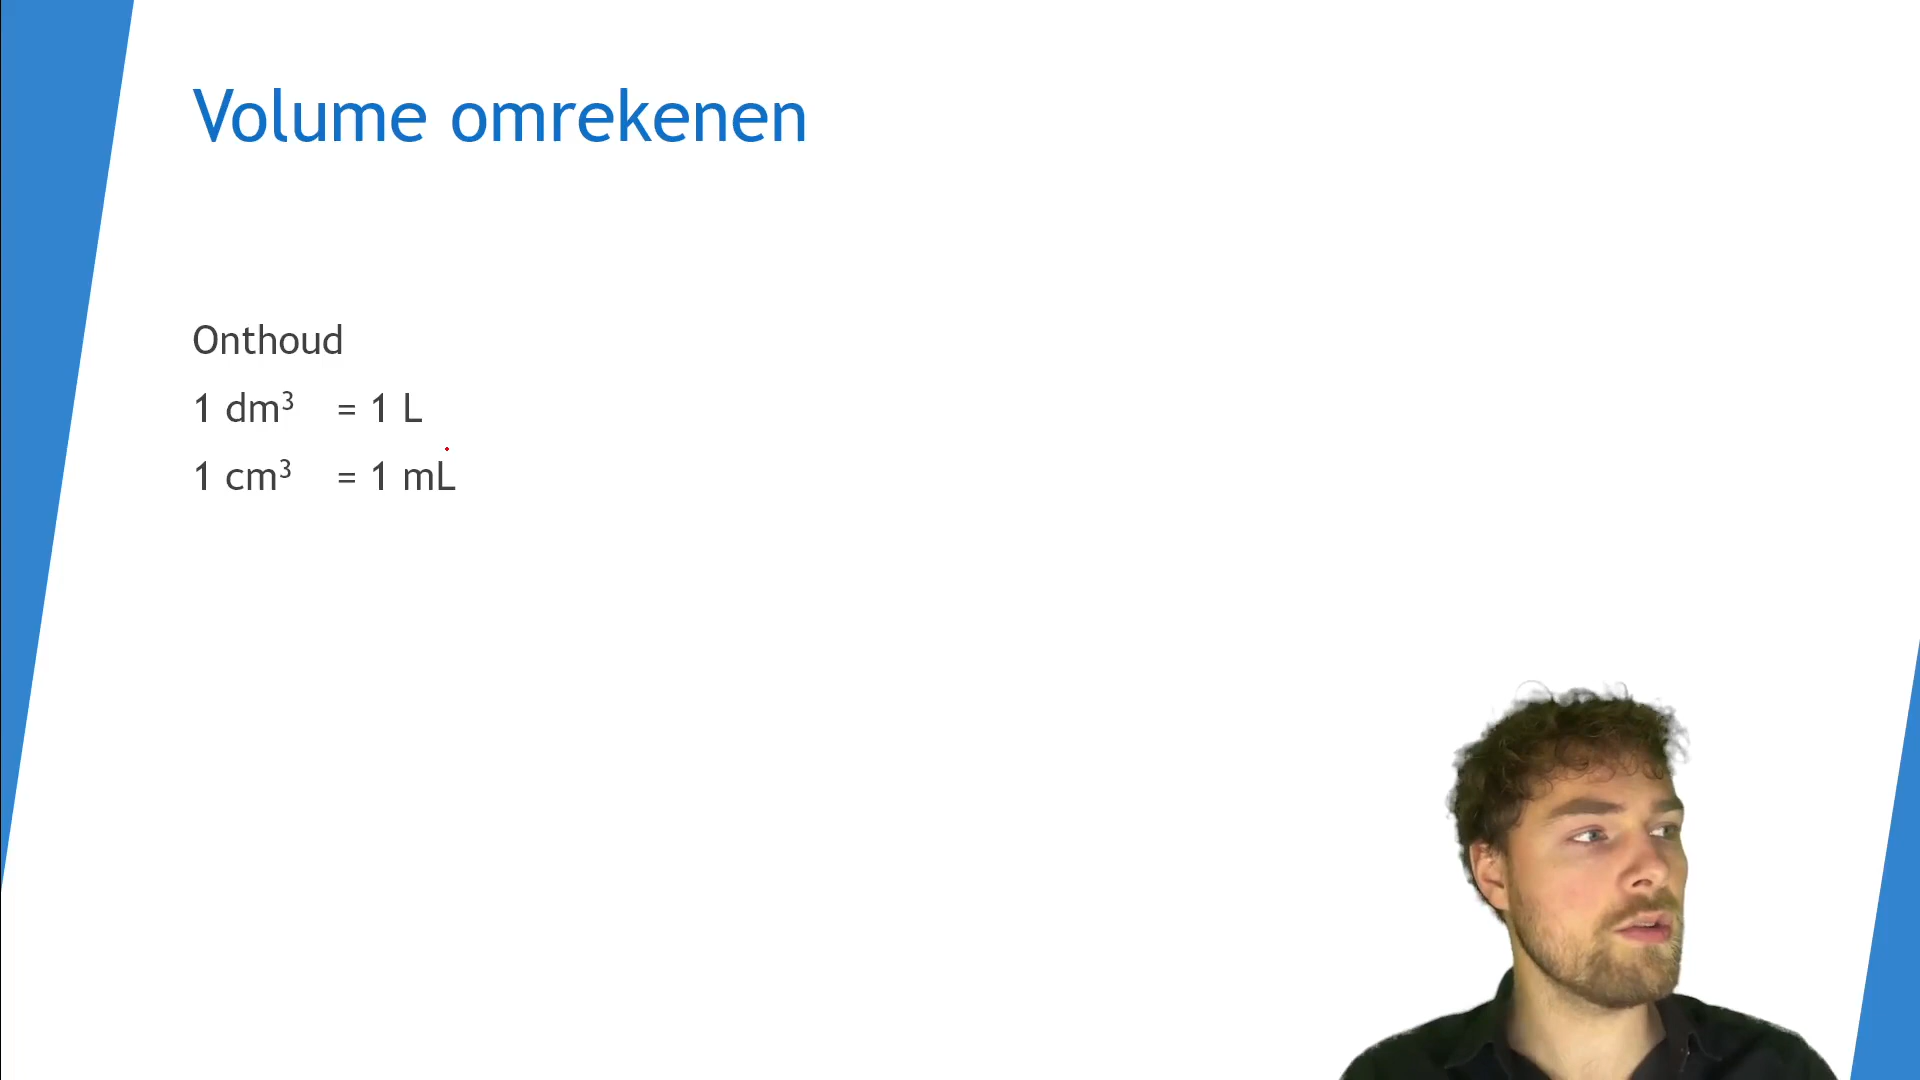 Volume omrekenen
Onthoud
1 dm³ = 1 L
1 cm³ = 1 mL